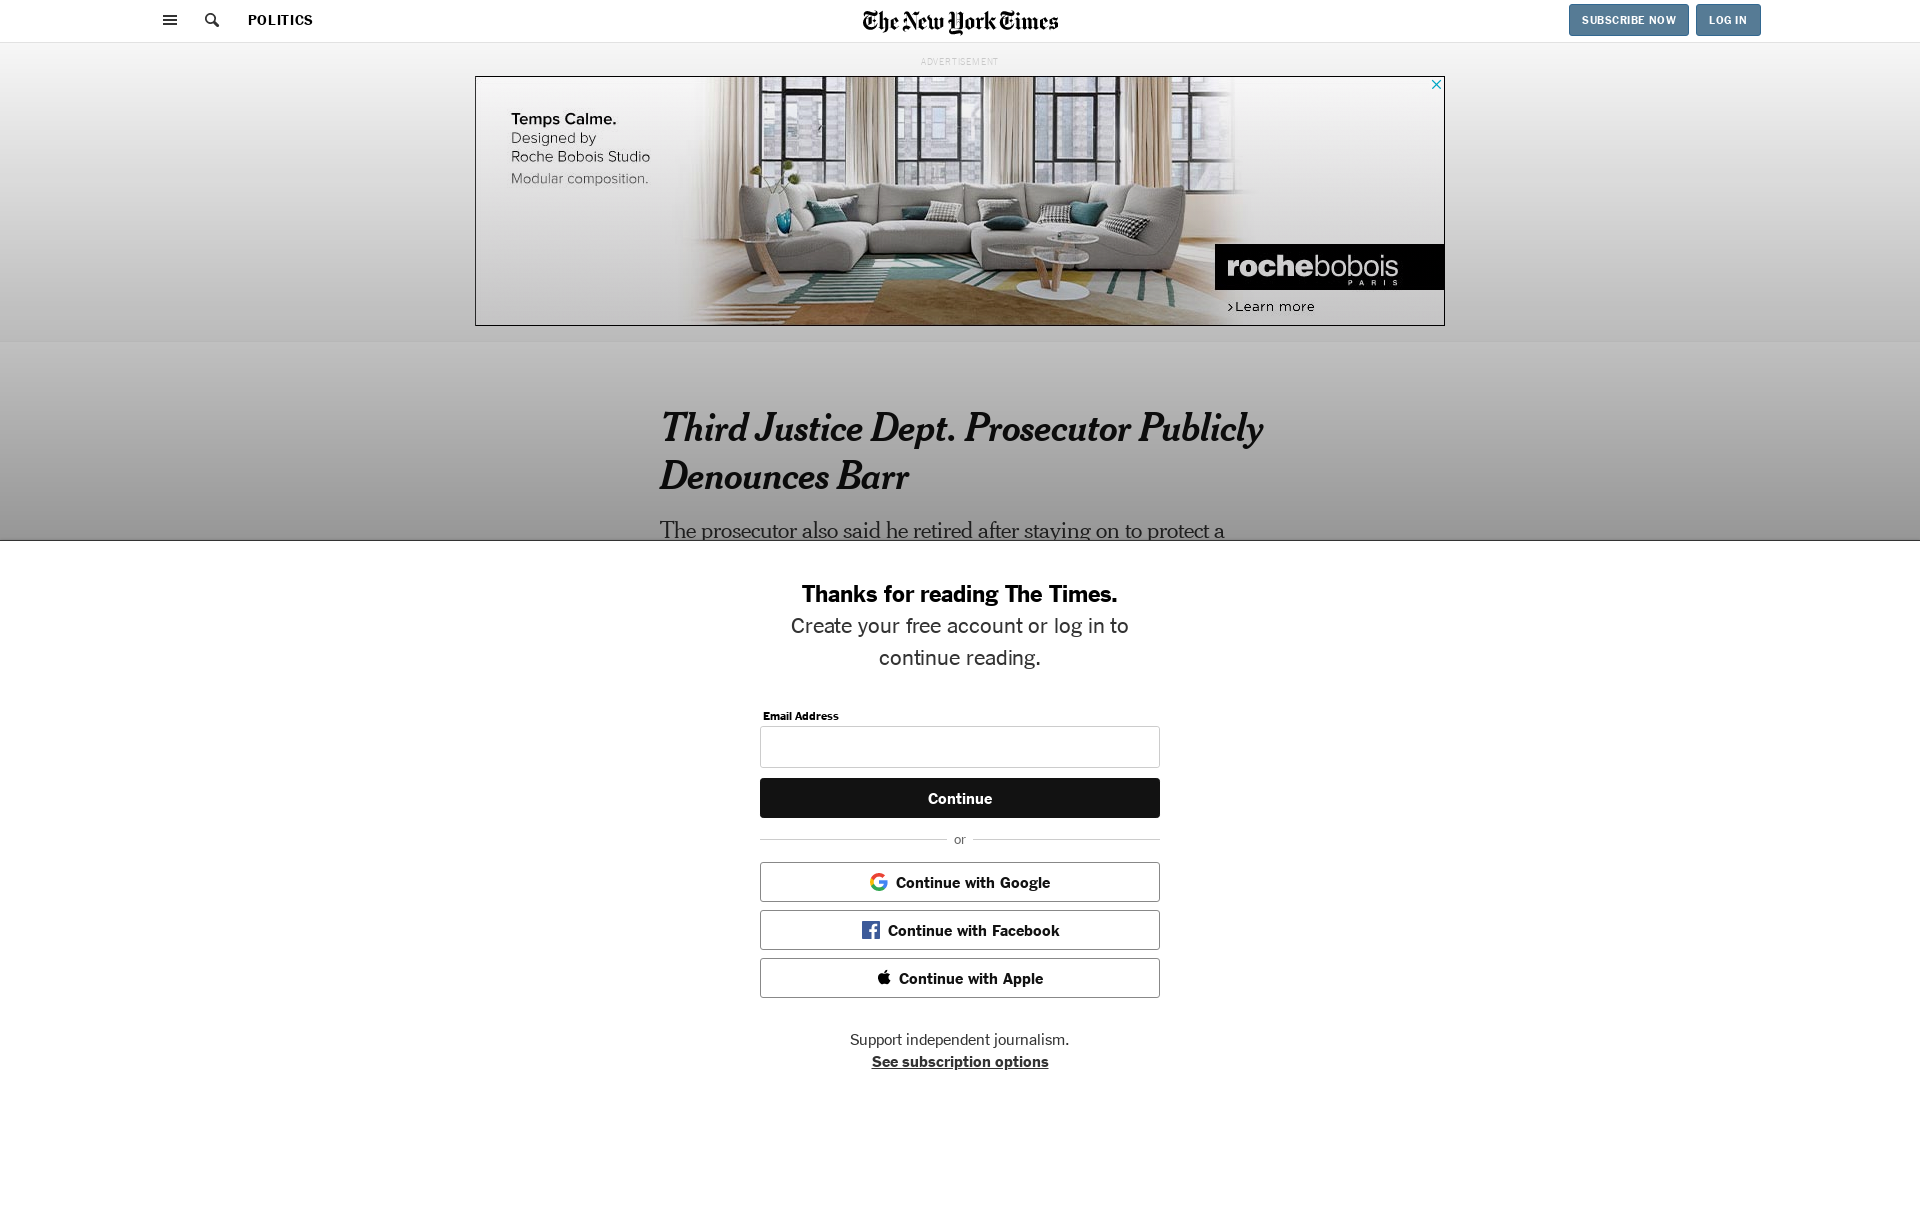 POLITICS
The New York Times
SUBSCRIBE NOW
LOG IN
ADVERTISEMENT
Temps Calme.
Designed by
Roche Bobois Studio
Modular composition.
rochebobois
PARIS
>Learn more
Third Justice Dept. Prosecutor Publicly
Denounces Barr
The prosecutor also said he retired after staying on to protect a
Thanks for reading The Times.
Create your free account or log in to
continue reading.
Email Address
Continue
or
Continue with Google
Continue with Facebook
Continue with Apple
Support independent journalism.
See subscription options